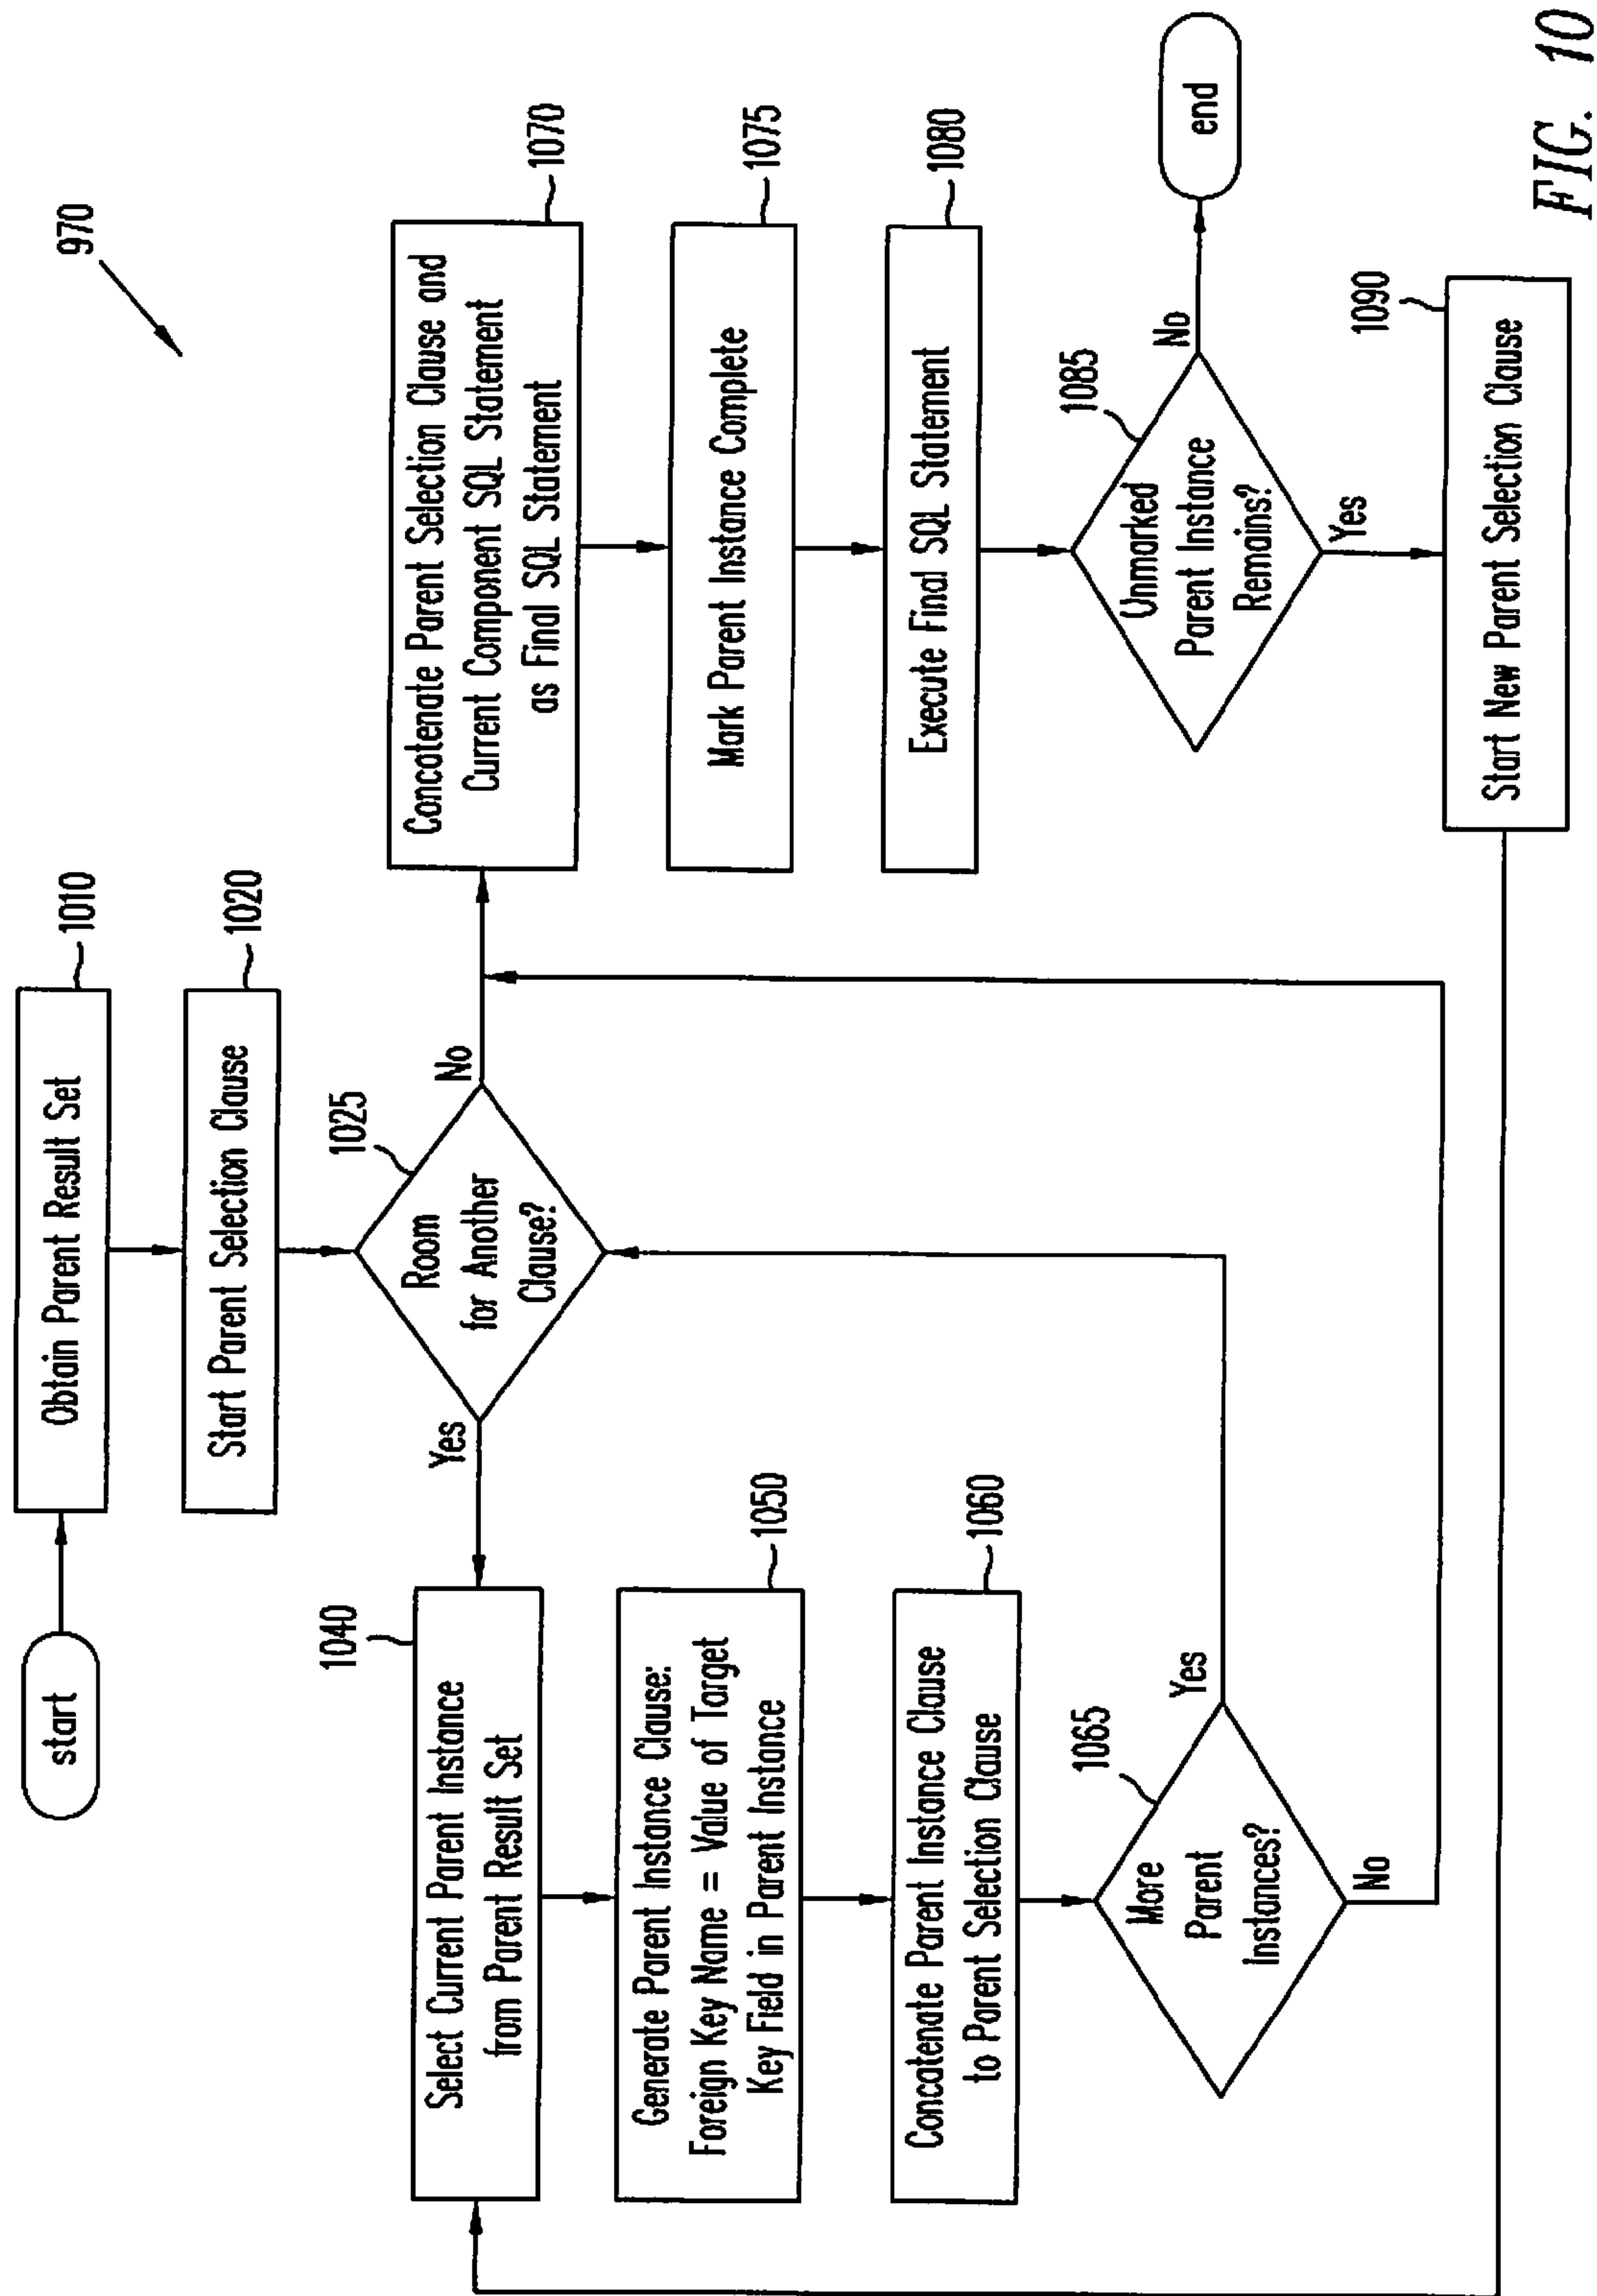 970
start
Obtain Parent Result Set
1010
Start Parent Selection Clause
1020
Room
for Another
Clause?
1025
Yes
No
1040
Select Current Parent Instance
from Parent Result Set
Generate Parent Instance Clause:
Foreign Key Name = Value of Target
Key Field in Parent Instance
1050
Concatenate Parent Instance Clause
to Parent Selection Clause
1060
More
Parent
Instances?
1065
Yes
No
Concatenate Parent Selection Clause and
Current Component SQL Statement
as Final SQL Statement
1070
Mark Parent Instance Complete
1075
Execute Final SQL Statement
1080
Unmarked
Parent Instance
Remains?
1085
No
end
Yes
Start New Parent Selection Clause
1090
FIG. 10